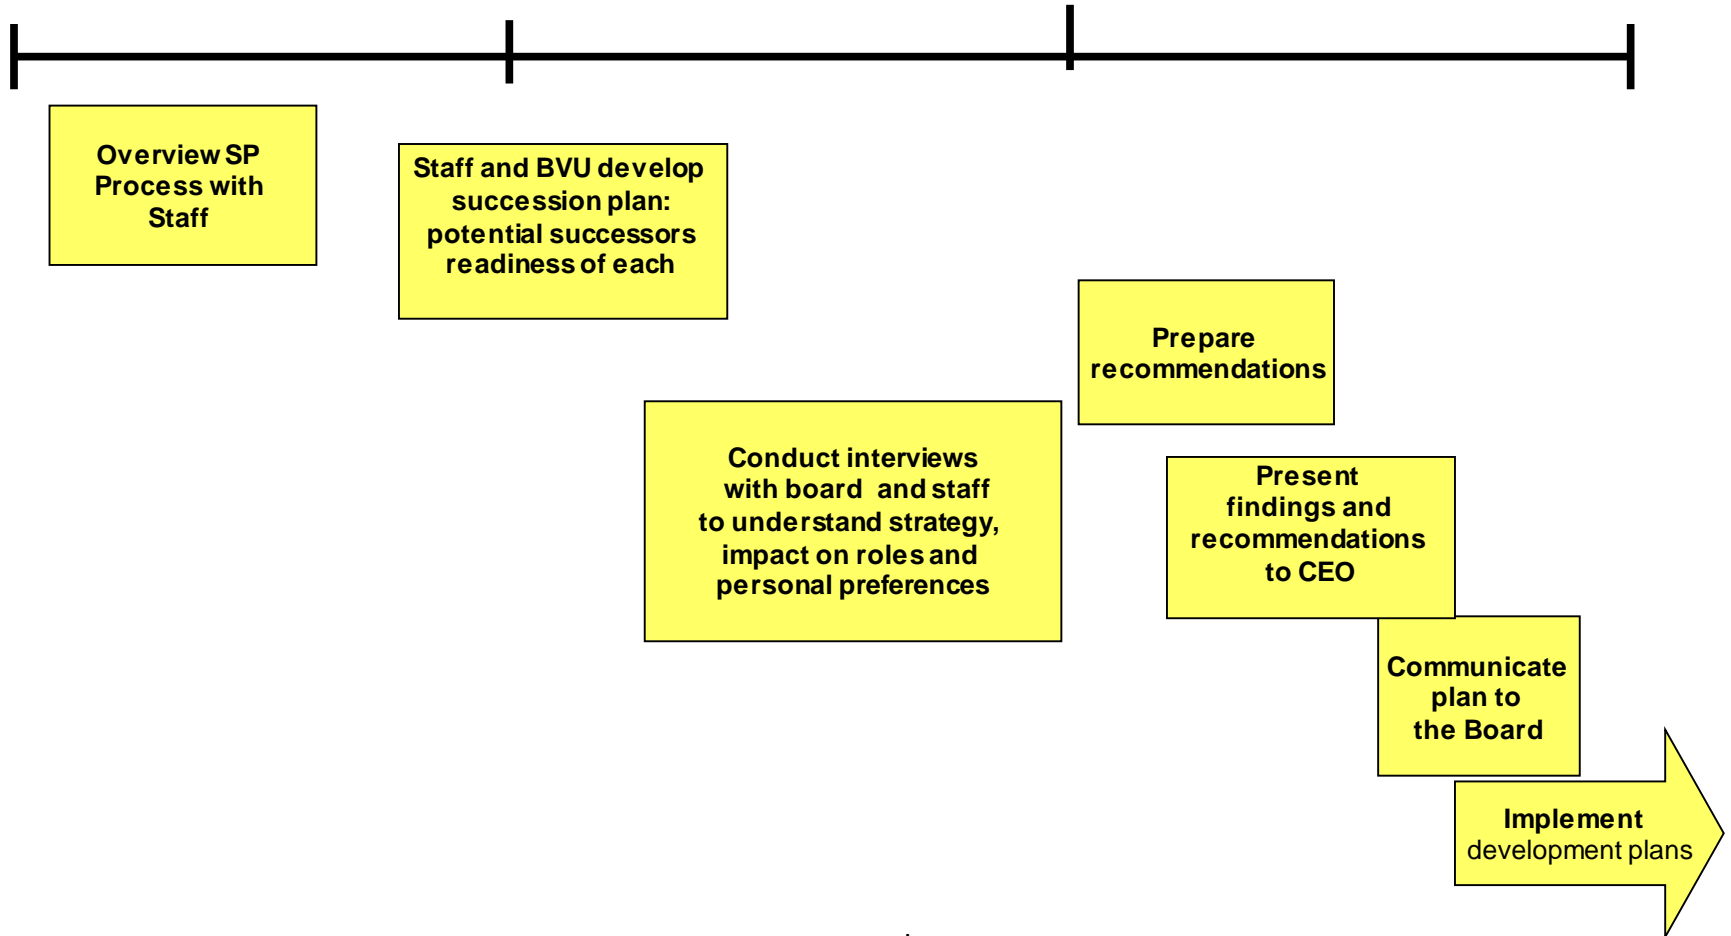 Overview SP
Process with
Staff
Staff and BVU develop
succession plan:
potential successors
readiness of each
Prepare
recommendations
Conduct interviews
with board and staff
to understand strategy,
impact on roles and
personal preferences
Present
findings and
recommendations
to CEO
Communicate
plan to
the Board
Implement
development plans